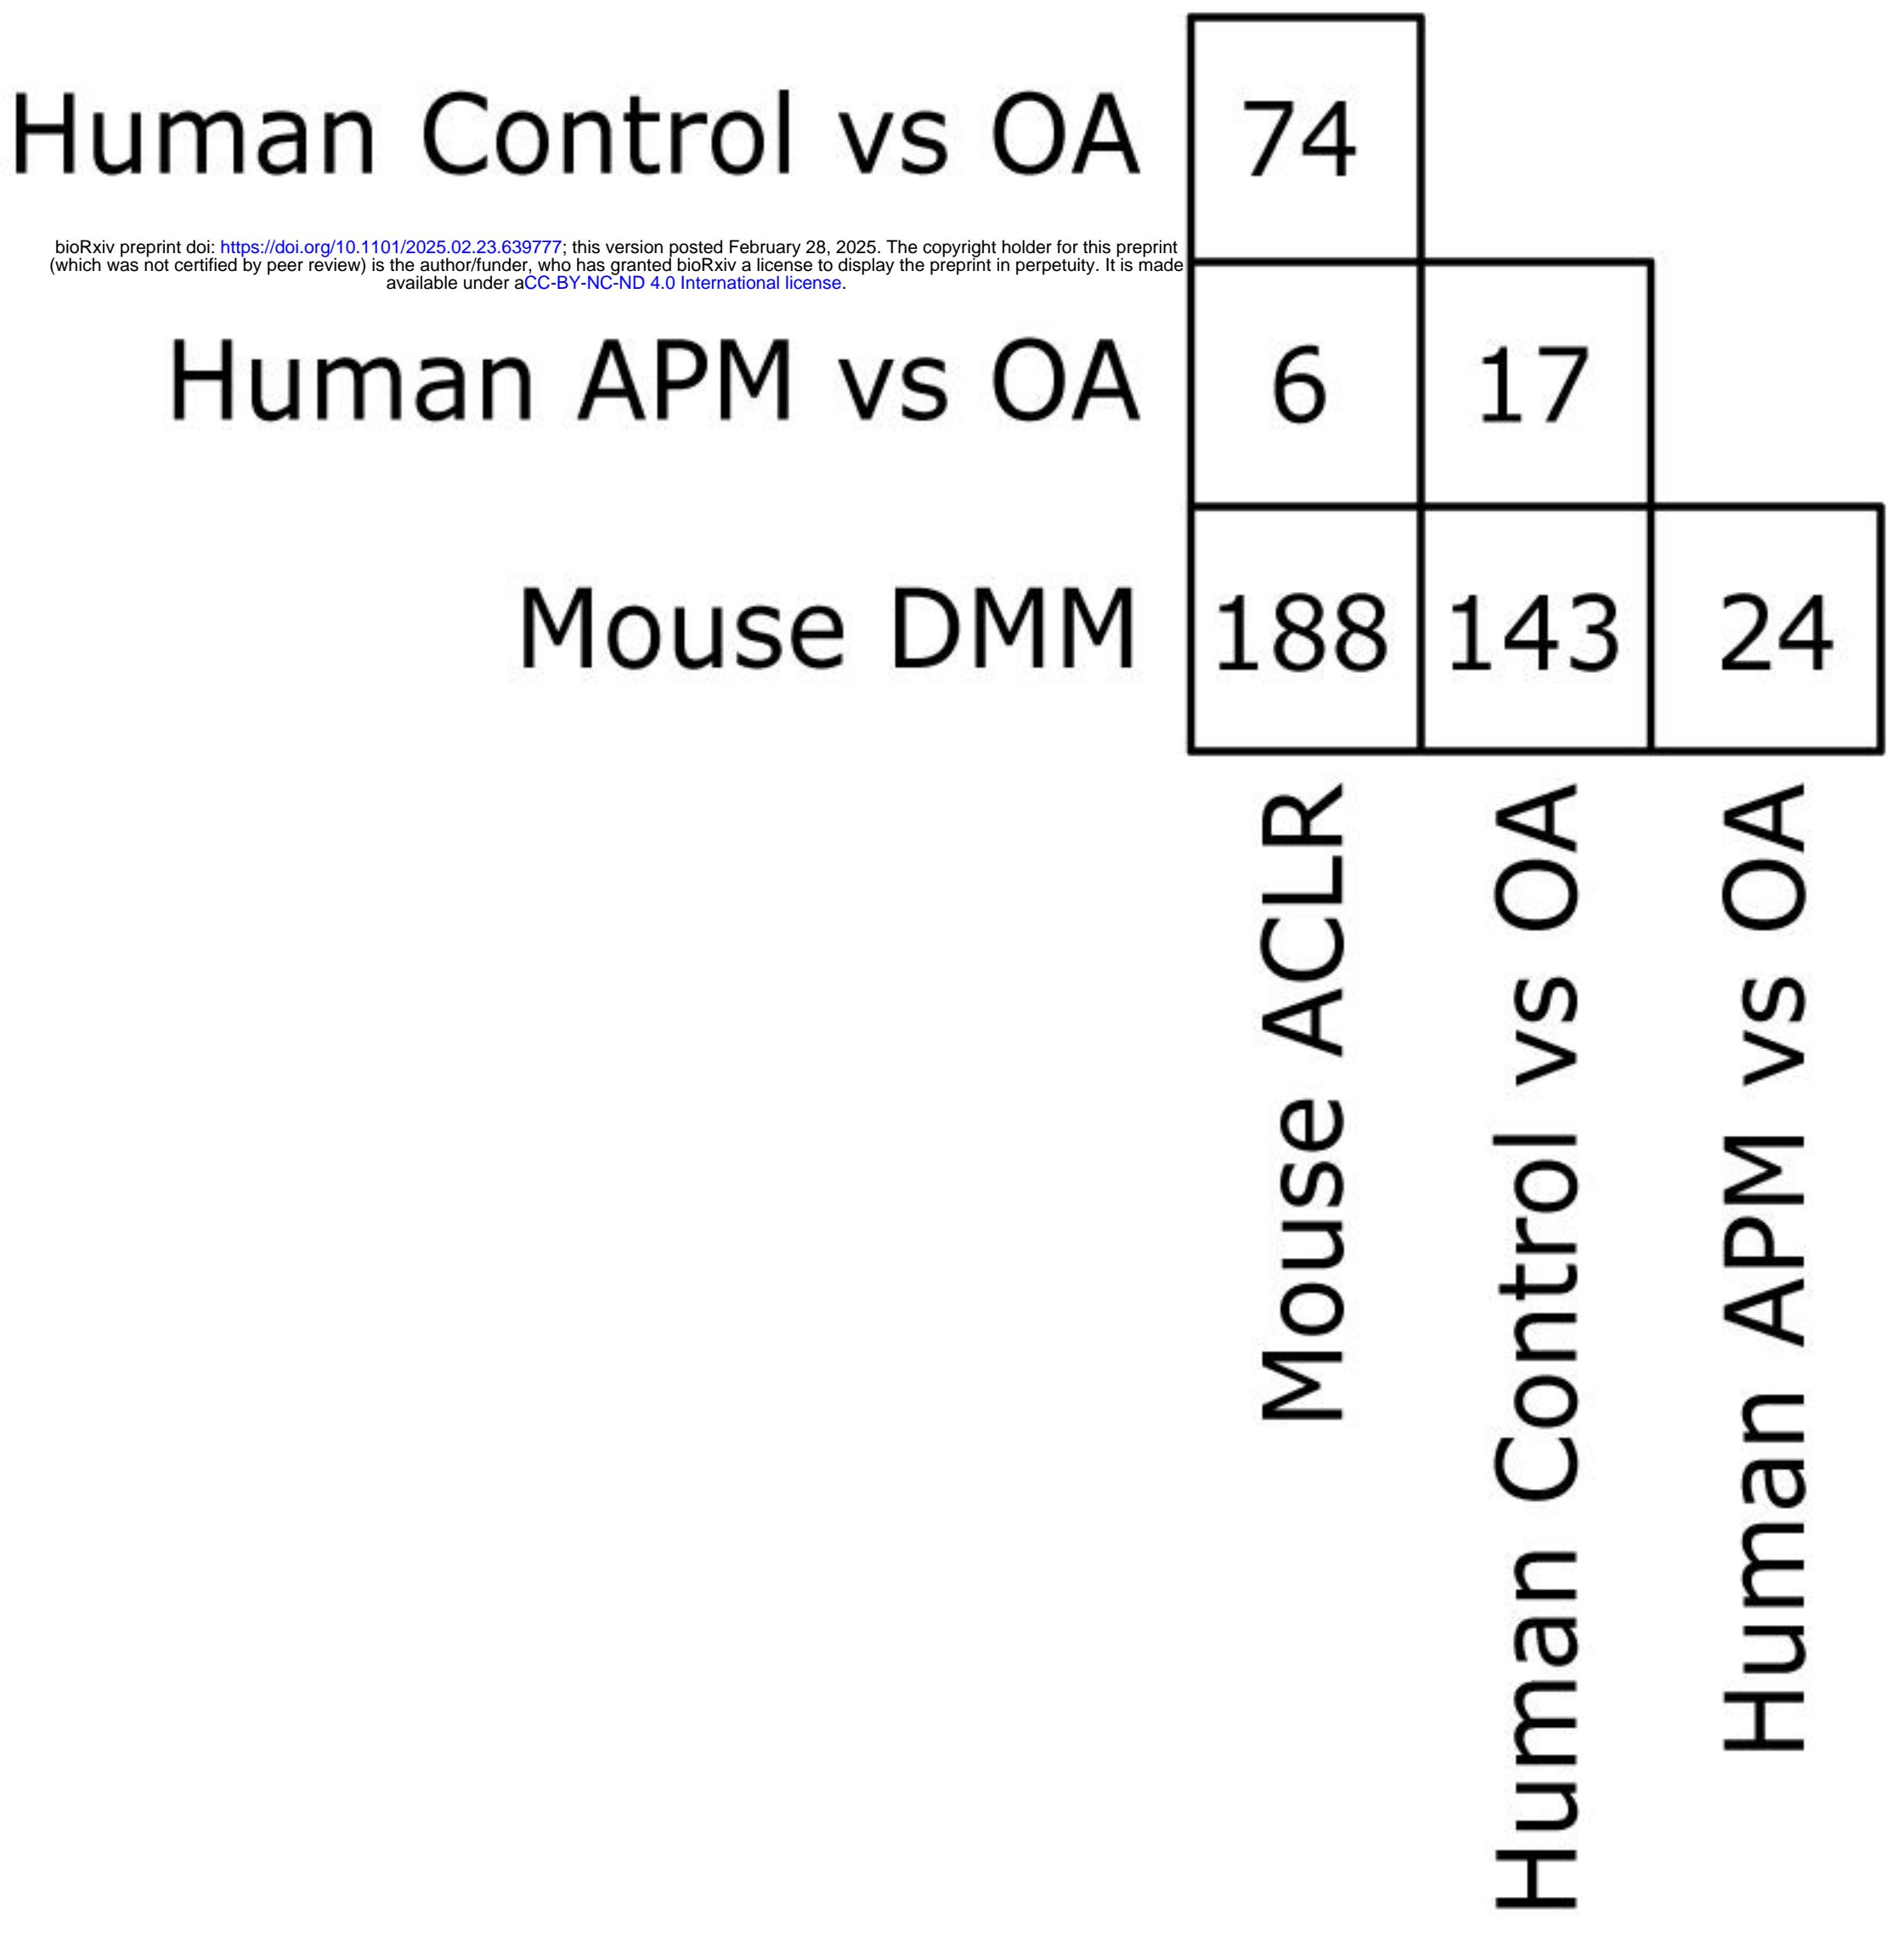 Human Control vs OA 74
bioRxiv preprint doi: https://doi.org/10.1101/2025.02.23.639777; this version posted February 28, 2025. The copyright holder for this preprint
(which was not certified by peer review) is the author/funder, who has granted bioRxiv a license to display the preprint in perpetuity. It is made
available under aCC-BY-NC-ND 4.0 International license.
Human APM vs OA 6 17
Mouse DMM 188 143 24
Mouse ACLR
Human Control vs OA
Human APM vs OA